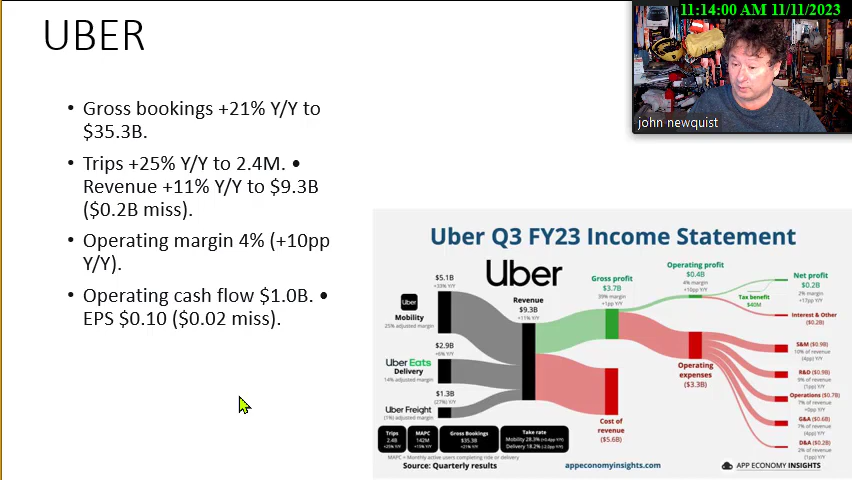 UBER
11:14:00 AM 11/11/2023
john newquist
• Gross bookings +21% Y/Y to
$35.3B.
• Trips +25% Y/Y to 2.4M. •
Revenue +11% Y/Y to $9.3B
($0.2B miss).
• Operating margin 4% (+10pp
Y/Y).
• Operating cash flow $1.0B. •
EPS $0.10 ($0.02 miss).
Uber Q3 FY23 Income Statement
Uber
Uber
Mobility
25% adjusted margin
$5.1B
+33% Y/Y
Uber Eats
Delivery
14% adjusted margin
$2.9B
+6% Y/Y
Uber Freight
(1%) adjusted margin
$1.3B
(27%) Y/Y
Revenue
$9.3B
+11% Y/Y
Gross profit
$3.7B
39% margin
+1pp Y/Y
Cost of
revenue
($5.6B)
Operating profit
$0.4B
4% margin
+10pp Y/Y
Operating
expenses
($3.3B)
Tax benefit
$40M
Net profit
$0.2B
2% margin
+17pp Y/Y
Interest & Other
($0.2B)
S&M ($0.9B)
10% of revenue
(4pp) Y/Y
R&D ($0.9B)
9% of revenue
(1pp) Y/Y
Operations ($0.7B)
7% of revenue
+0pp Y/Y
G&A ($0.6B)
7% of revenue
(4pp) Y/Y
D&A ($0.2B)
2% of revenue
(1pp) Y/Y
Trips
2.4B
+25% Y/Y
MAPC
142M
+15% Y/Y
Gross Bookings
$35.3B
+21% Y/Y
Take rate
Mobility 28.3% (+0.4pp Y/Y)
Delivery 18.2% (-2.0pp Y/Y)
MAPC = Monthly active users completing ride or delivery
Source: Quarterly results
appeconomyinsights.com
APP ECONOMY INSIGHTS